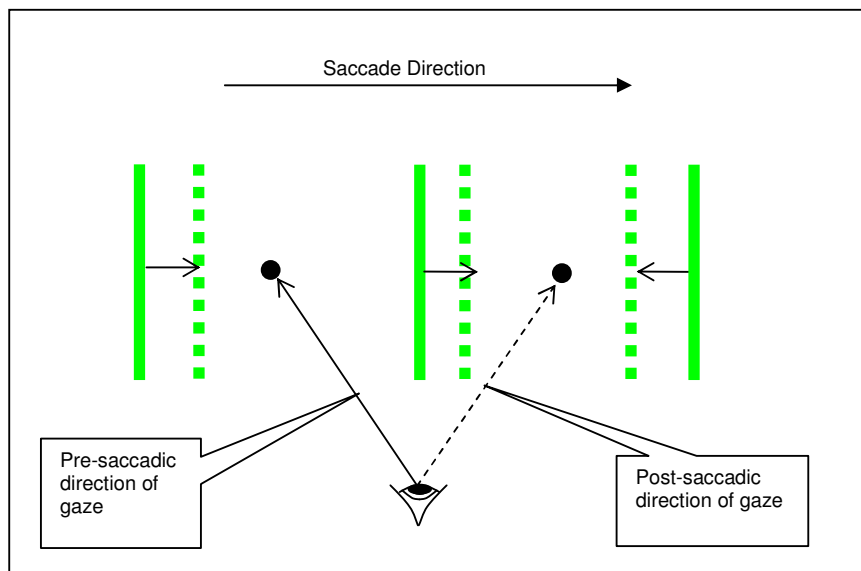 Saccade Direction
Pre-saccadic
direction of
gaze
Post-saccadic
direction of gaze